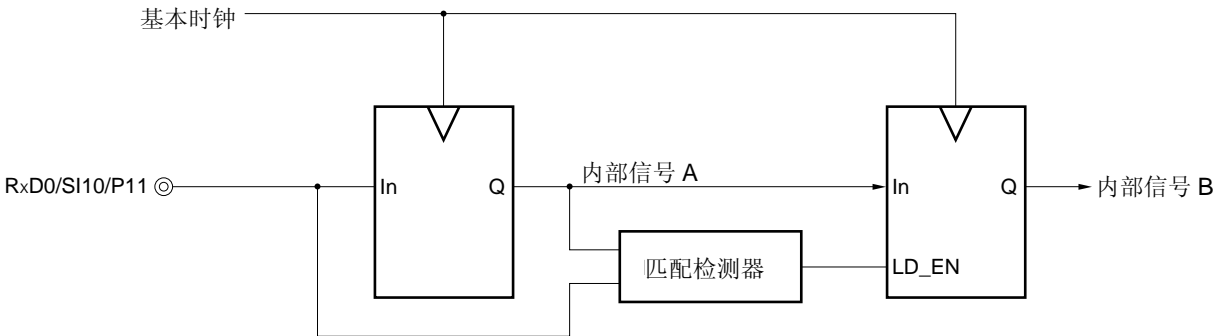 基本时钟
RxD0/SI10/P11
In
Q
内部信号 A
In
Q
内部信号 B
匹配检测器
LD_EN